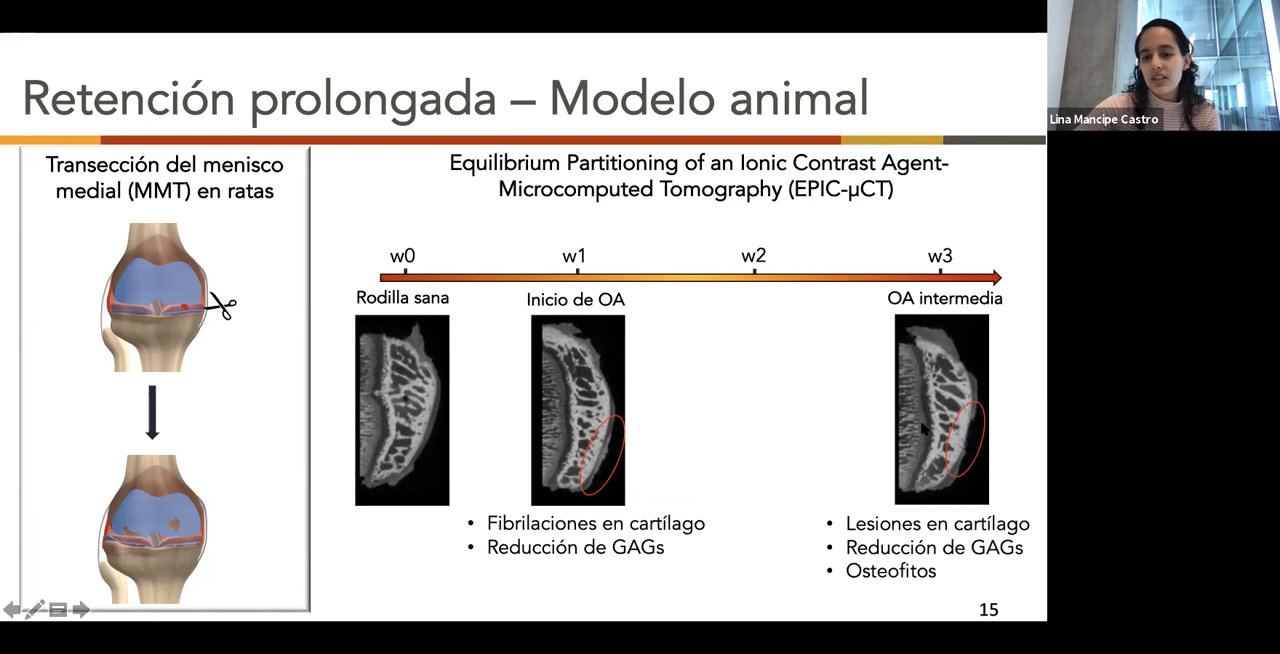 Retención prolongada – Modelo animal
Lina Mancipe Castro
Transección del menisco
medial (MMT) en ratas
Equilibrium Partitioning of an Ionic Contrast Agent-
Microcomputed Tomography (EPIC-µCT)
w0
w1
w2
w3
Rodilla sana
Inicio de OA
OA intermedia
• Fibrilaciones en cartílago
• Reducción de GAGs
• Lesiones en cartílago
• Reducción de GAGs
• Osteofitos
15